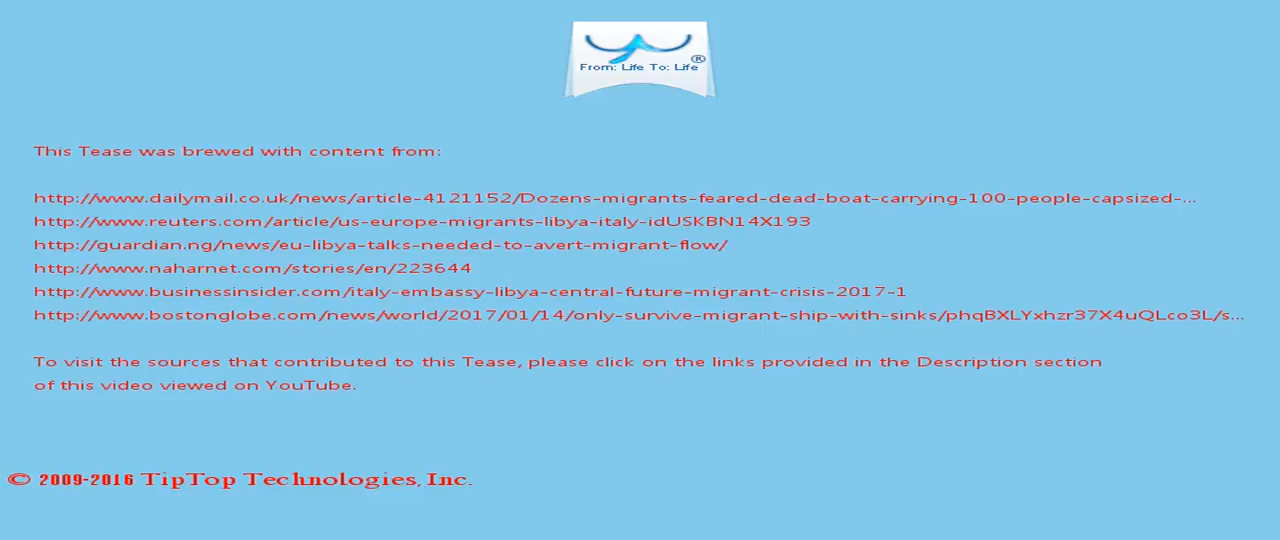 From: Life To: Life®
This Tease was brewed with content from:
http://www.dailymail.co.uk/news/article-4121152/Dozens-migrants-feared-dead-boat-carrying-100-people-capsized-...
http://www.reuters.com/article/us-europe-migrants-libya-italy-idUSKBN14X193
http://guardian.ng/news/eu-libya-talks-needed-to-avert-migrant-flow/
http://www.naharnet.com/stories/en/223644
http://www.businessinsider.com/italy-embassy-libya-central-future-migrant-crisis-2017-1
http://www.bostonglobe.com/news/world/2017/01/14/only-survive-migrant-ship-with-sinks/phqBXLYxhzr37X4uQLco3L/s...
To visit the sources that contributed to this Tease, please click on the links provided in the Description section
of this video viewed on YouTube.
© 2009-2016 TipTop Technologies, Inc.